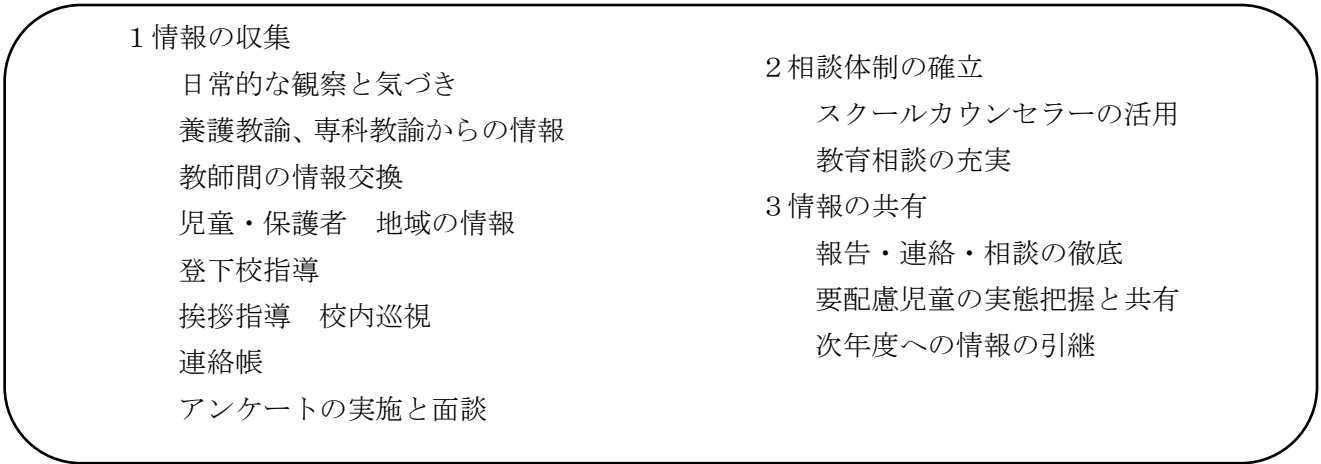 １情報の収集
日常的な観察と気づき
養護教諭、専科教諭からの情報
教師間の情報交換
児童・保護者　地域の情報
登下校指導
挨拶指導　校内巡視
連絡帳
アンケートの実施と面談
２相談体制の確立
スクールカウンセラーの活用
教育相談の充実
３情報の共有
報告・連絡・相談の徹底
要配慮児童の実態把握と共有
次年度への情報の引継